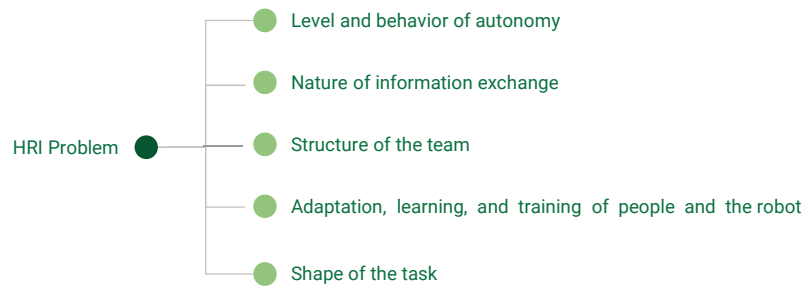 Level and behavior of autonomy
Nature of information exchange
Structure of the team
HRI Problem
Adaptation, learning, and training of people and the robot
Shape of the task